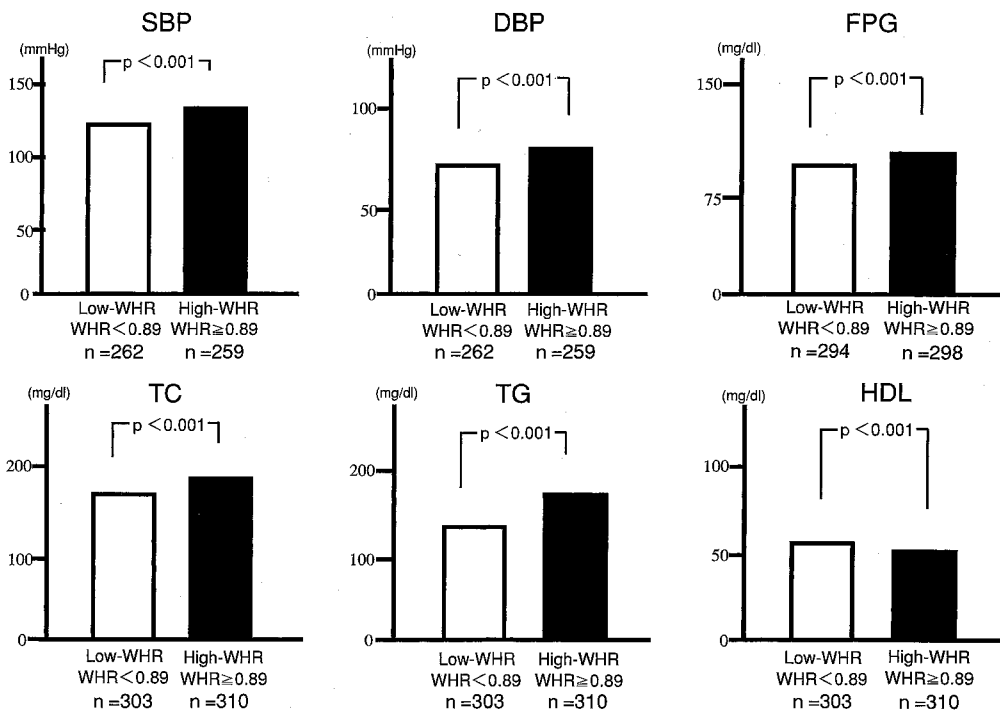 SBP
(mmHg)
p <0.001
150
100
50
0
Low-WHR High-WHR
WHR<0.89 WHR≧0.89
n =262 n =259
DBP
(mmHg)
p <0.001
100
50
0
Low-WHR High-WHR
WHR<0.89 WHR≧0.89
n =262 n =259
FPG
(mg/dl)
p <0.001
150
75
0
Low-WHR High-WHR
WHR<0.89 WHR≧0.89
n =294 n =298
TC
(mg/dl)
p <0.001
200
100
0
Low-WHR High-WHR
WHR<0.89 WHR≧0.89
n =303 n =310
TG
(mg/dl)
p <0.001
200
100
0
Low-WHR High-WHR
WHR<0.89 WHR≧0.89
n =303 n =310
HDL
(mg/dl)
p <0.001
100
50
0
Low-WHR High-WHR
WHR<0.89 WHR≧0.89
n =303 n =310